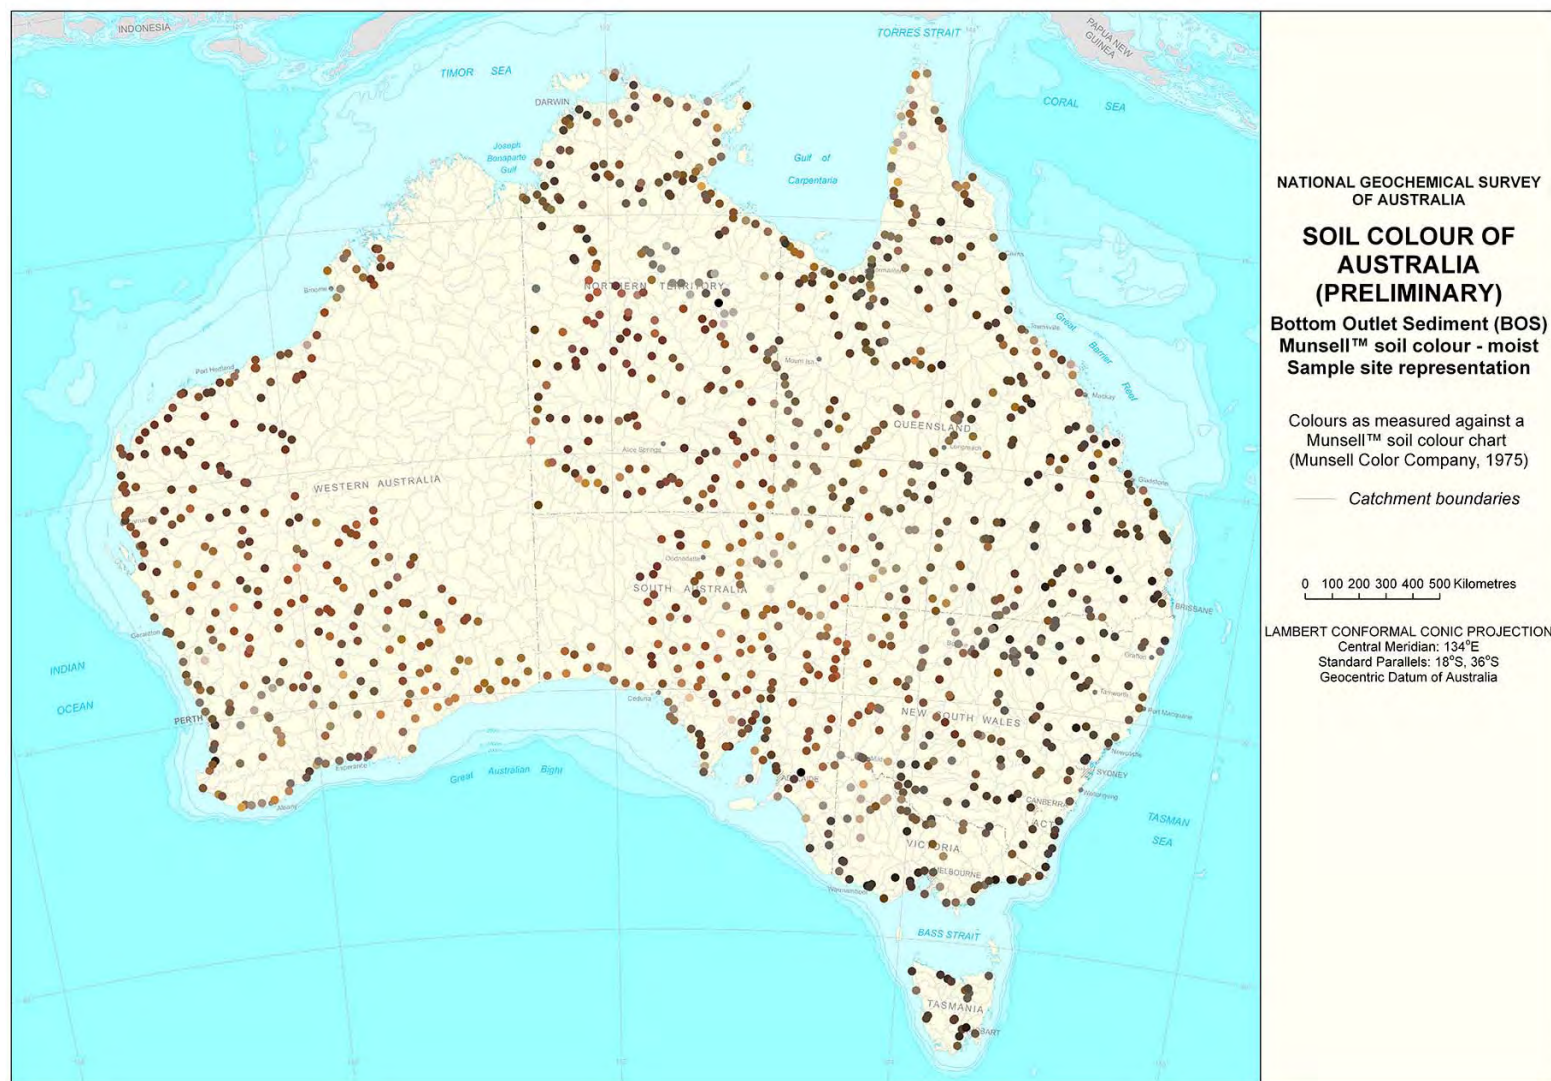 INDONESIA
PAPUA NEW
GUINEA
TORRES STRAIT
TIMOR SEA
CORAL SEA
DARWIN
Joseph
Bonaparte
Gulf
Gulf of
Carpentaria
Cairns
Broome
NORTHERN TERRITORY
Great
Barrier
Reef
Townsville
Mount Isa
Port Hedland
Mackay
QUEENSLAND
Longreach
Alice Springs
WESTERN AUSTRALIA
Gladstone
Oodnadatta
SOUTH AUSTRALIA
BRISBANE
Geraldton
INDIAN
OCEAN
Grafton
Tamworth
Ceduna
PERTH
NEW SOUTH WALES
Port Macquarie
Newcastle
Esperance
Great Australian Bight
ADELAIDE
SYDNEY
Wollongong
CANBERRA
ACT
Albany
TASMAN
SEA
VICTORIA
MELBOURNE
Warrnambool
BASS STRAIT
TASMANIA
NATIONAL GEOCHEMICAL SURVEY
OF AUSTRALIA
SOIL COLOUR OF
AUSTRALIA
(PRELIMINARY)
Bottom Outlet Sediment (BOS)
Munsell™ soil colour - moist
Sample site representation
Colours as measured against a
Munsell™ soil colour chart
(Munsell Color Company, 1975)
Catchment boundaries
0 100 200 300 400 500 Kilometres
LAMBERT CONFORMAL CONIC PROJECTION
Central Meridian: 134°E
Standard Parallels: 18°S, 36°S
Geocentric Datum of Australia